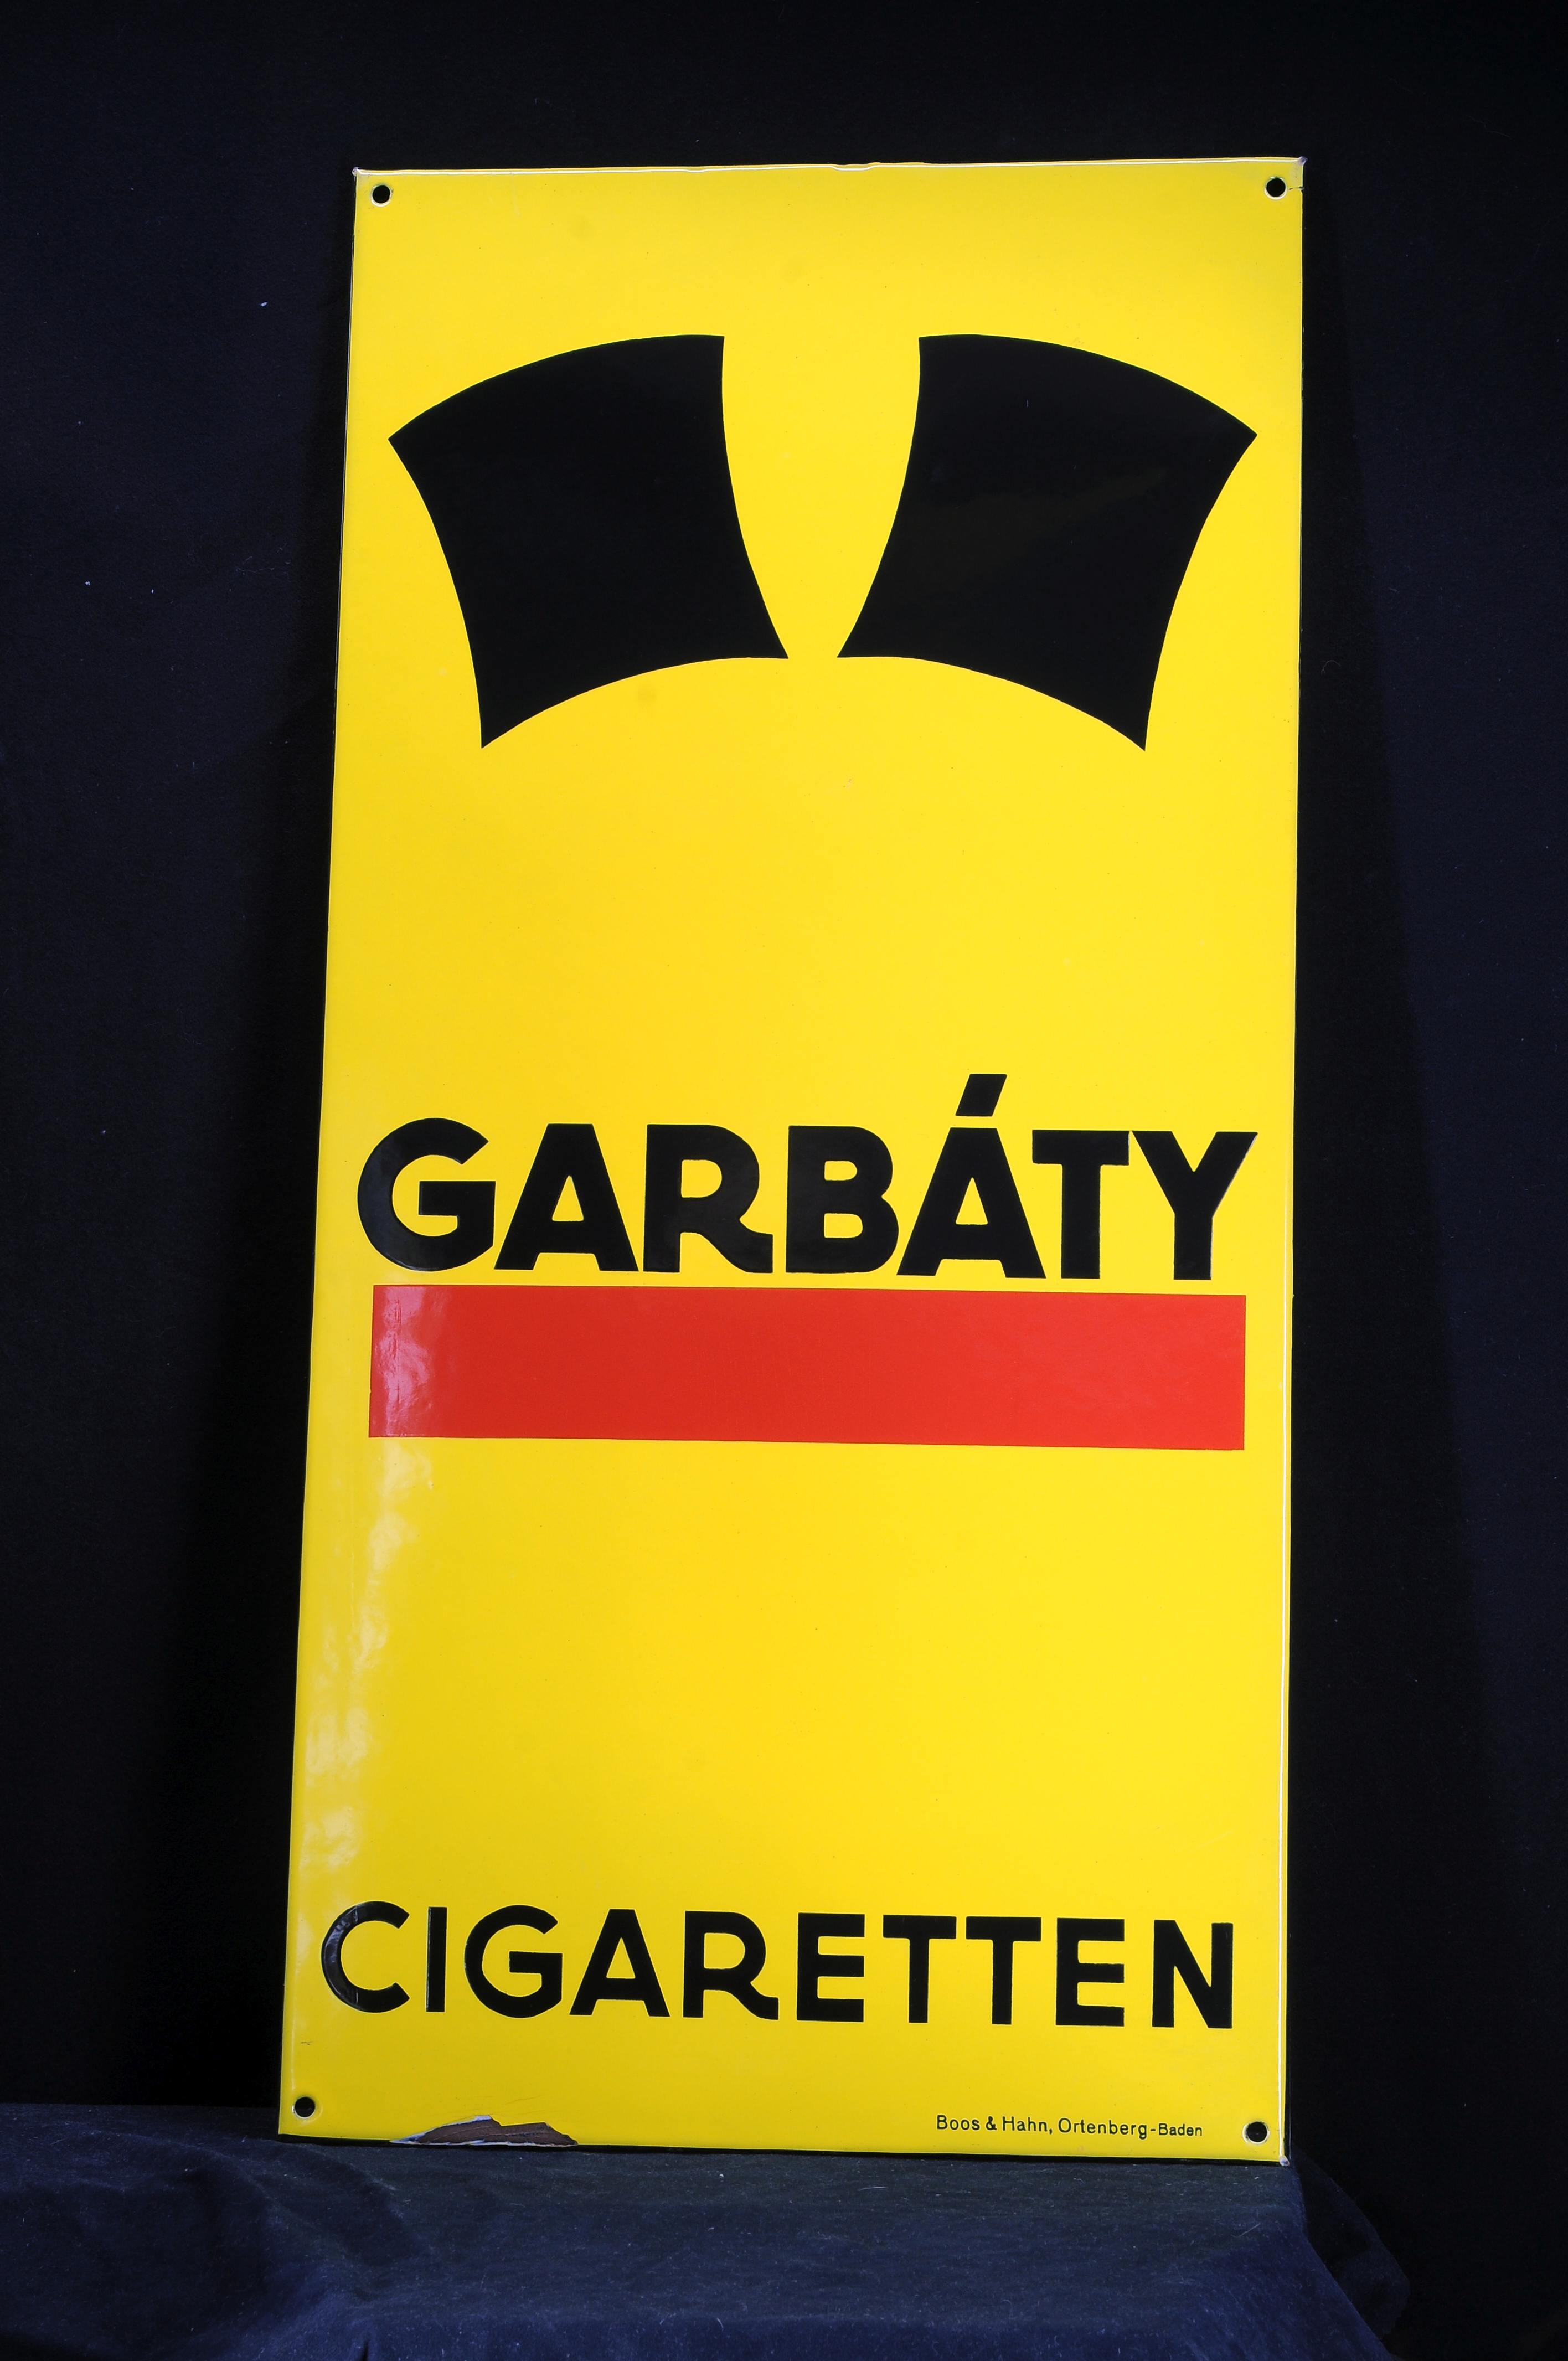 GARBÁTY
CIGARETTEN
Boos & Hahn, Ortenberg-Baden